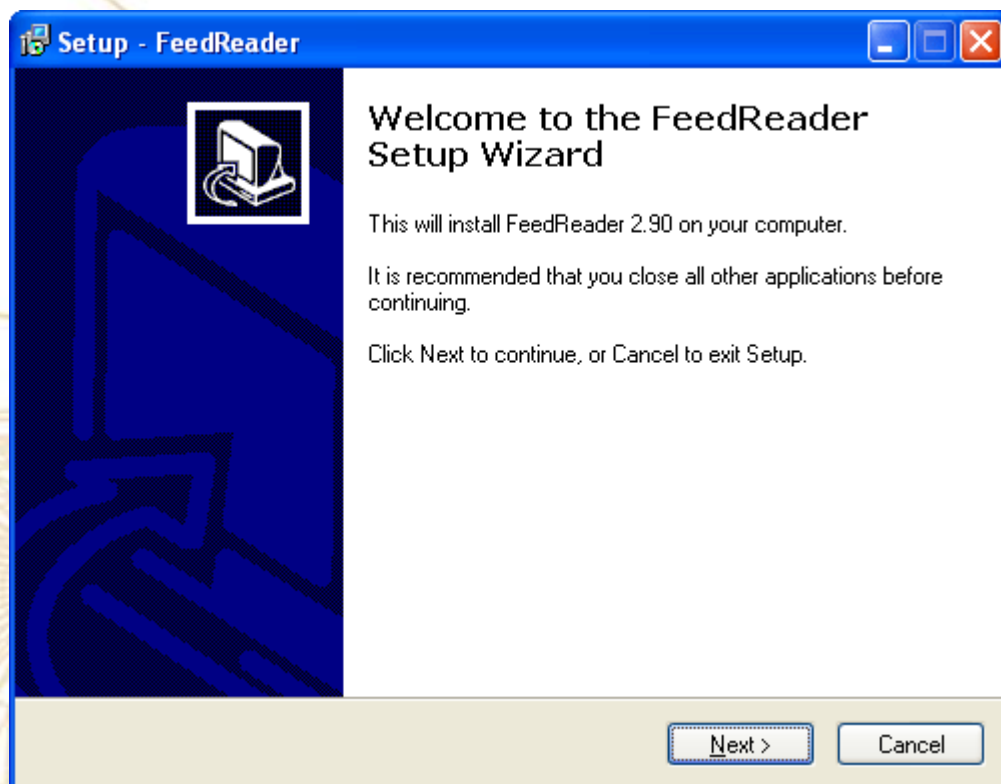 Setup - FeedReader
Welcome to the FeedReader
Setup Wizard
This will install FeedReader 2.90 on your computer.
It is recommended that you close all other applications before
continuing.
Click Next to continue, or Cancel to exit Setup.
Next >
Cancel